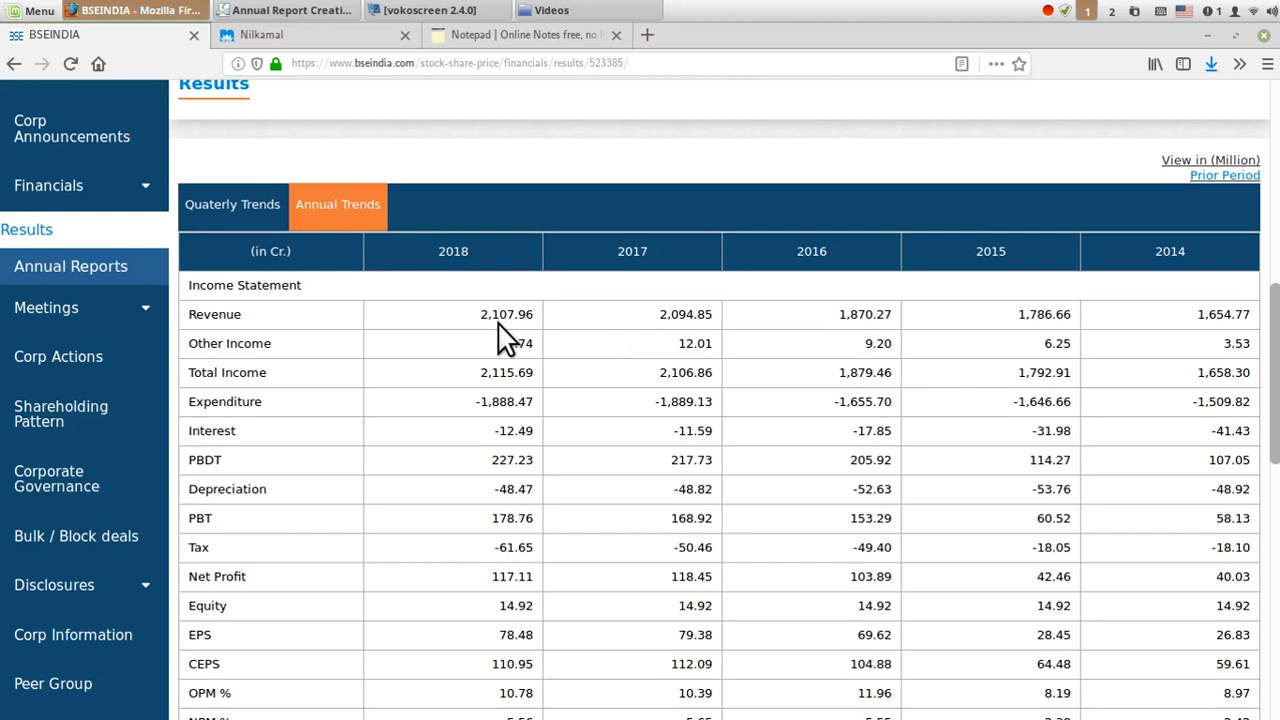 Menu BSEINDIA - Mozilla Fir... Annual Report Creati... [vokoscreen 2.4.0] Videos 1 2 1
BSEINDIA Nilkamal Notepad | Online Notes free, no l
https://www.bseindia.com/stock-share-price/financials/results/523385/
Results
Corp
Announcements
Financials
Results
Annual Reports
Meetings
Corp Actions
Shareholding
Pattern
Corporate
Governance
Bulk / Block deals
Disclosures
Corp Information
Peer Group
View in (Million)
Prior Period
Quaterly Trends Annual Trends
(in Cr.) 2018 2017 2016 2015 2014
Income Statement
Revenue 2,107.96 2,094.85 1,870.27 1,786.66 1,654.77
Other Income 74 12.01 9.20 6.25 3.53
Total Income 2,115.69 2,106.86 1,879.46 1,792.91 1,658.30
Expenditure -1,888.47 -1,889.13 -1,655.70 -1,646.66 -1,509.82
Interest -12.49 -11.59 -17.85 -31.98 -41.43
PBDT 227.23 217.73 205.92 114.27 107.05
Depreciation -48.47 -48.82 -52.63 -53.76 -48.92
PBT 178.76 168.92 153.29 60.52 58.13
Tax -61.65 -50.46 -49.40 -18.05 -18.10
Net Profit 117.11 118.45 103.89 42.46 40.03
Equity 14.92 14.92 14.92 14.92 14.92
EPS 78.48 79.38 69.62 28.45 26.83
CEPS 110.95 112.09 104.88 64.48 59.61
OPM % 10.78 10.39 11.96 8.19 8.97